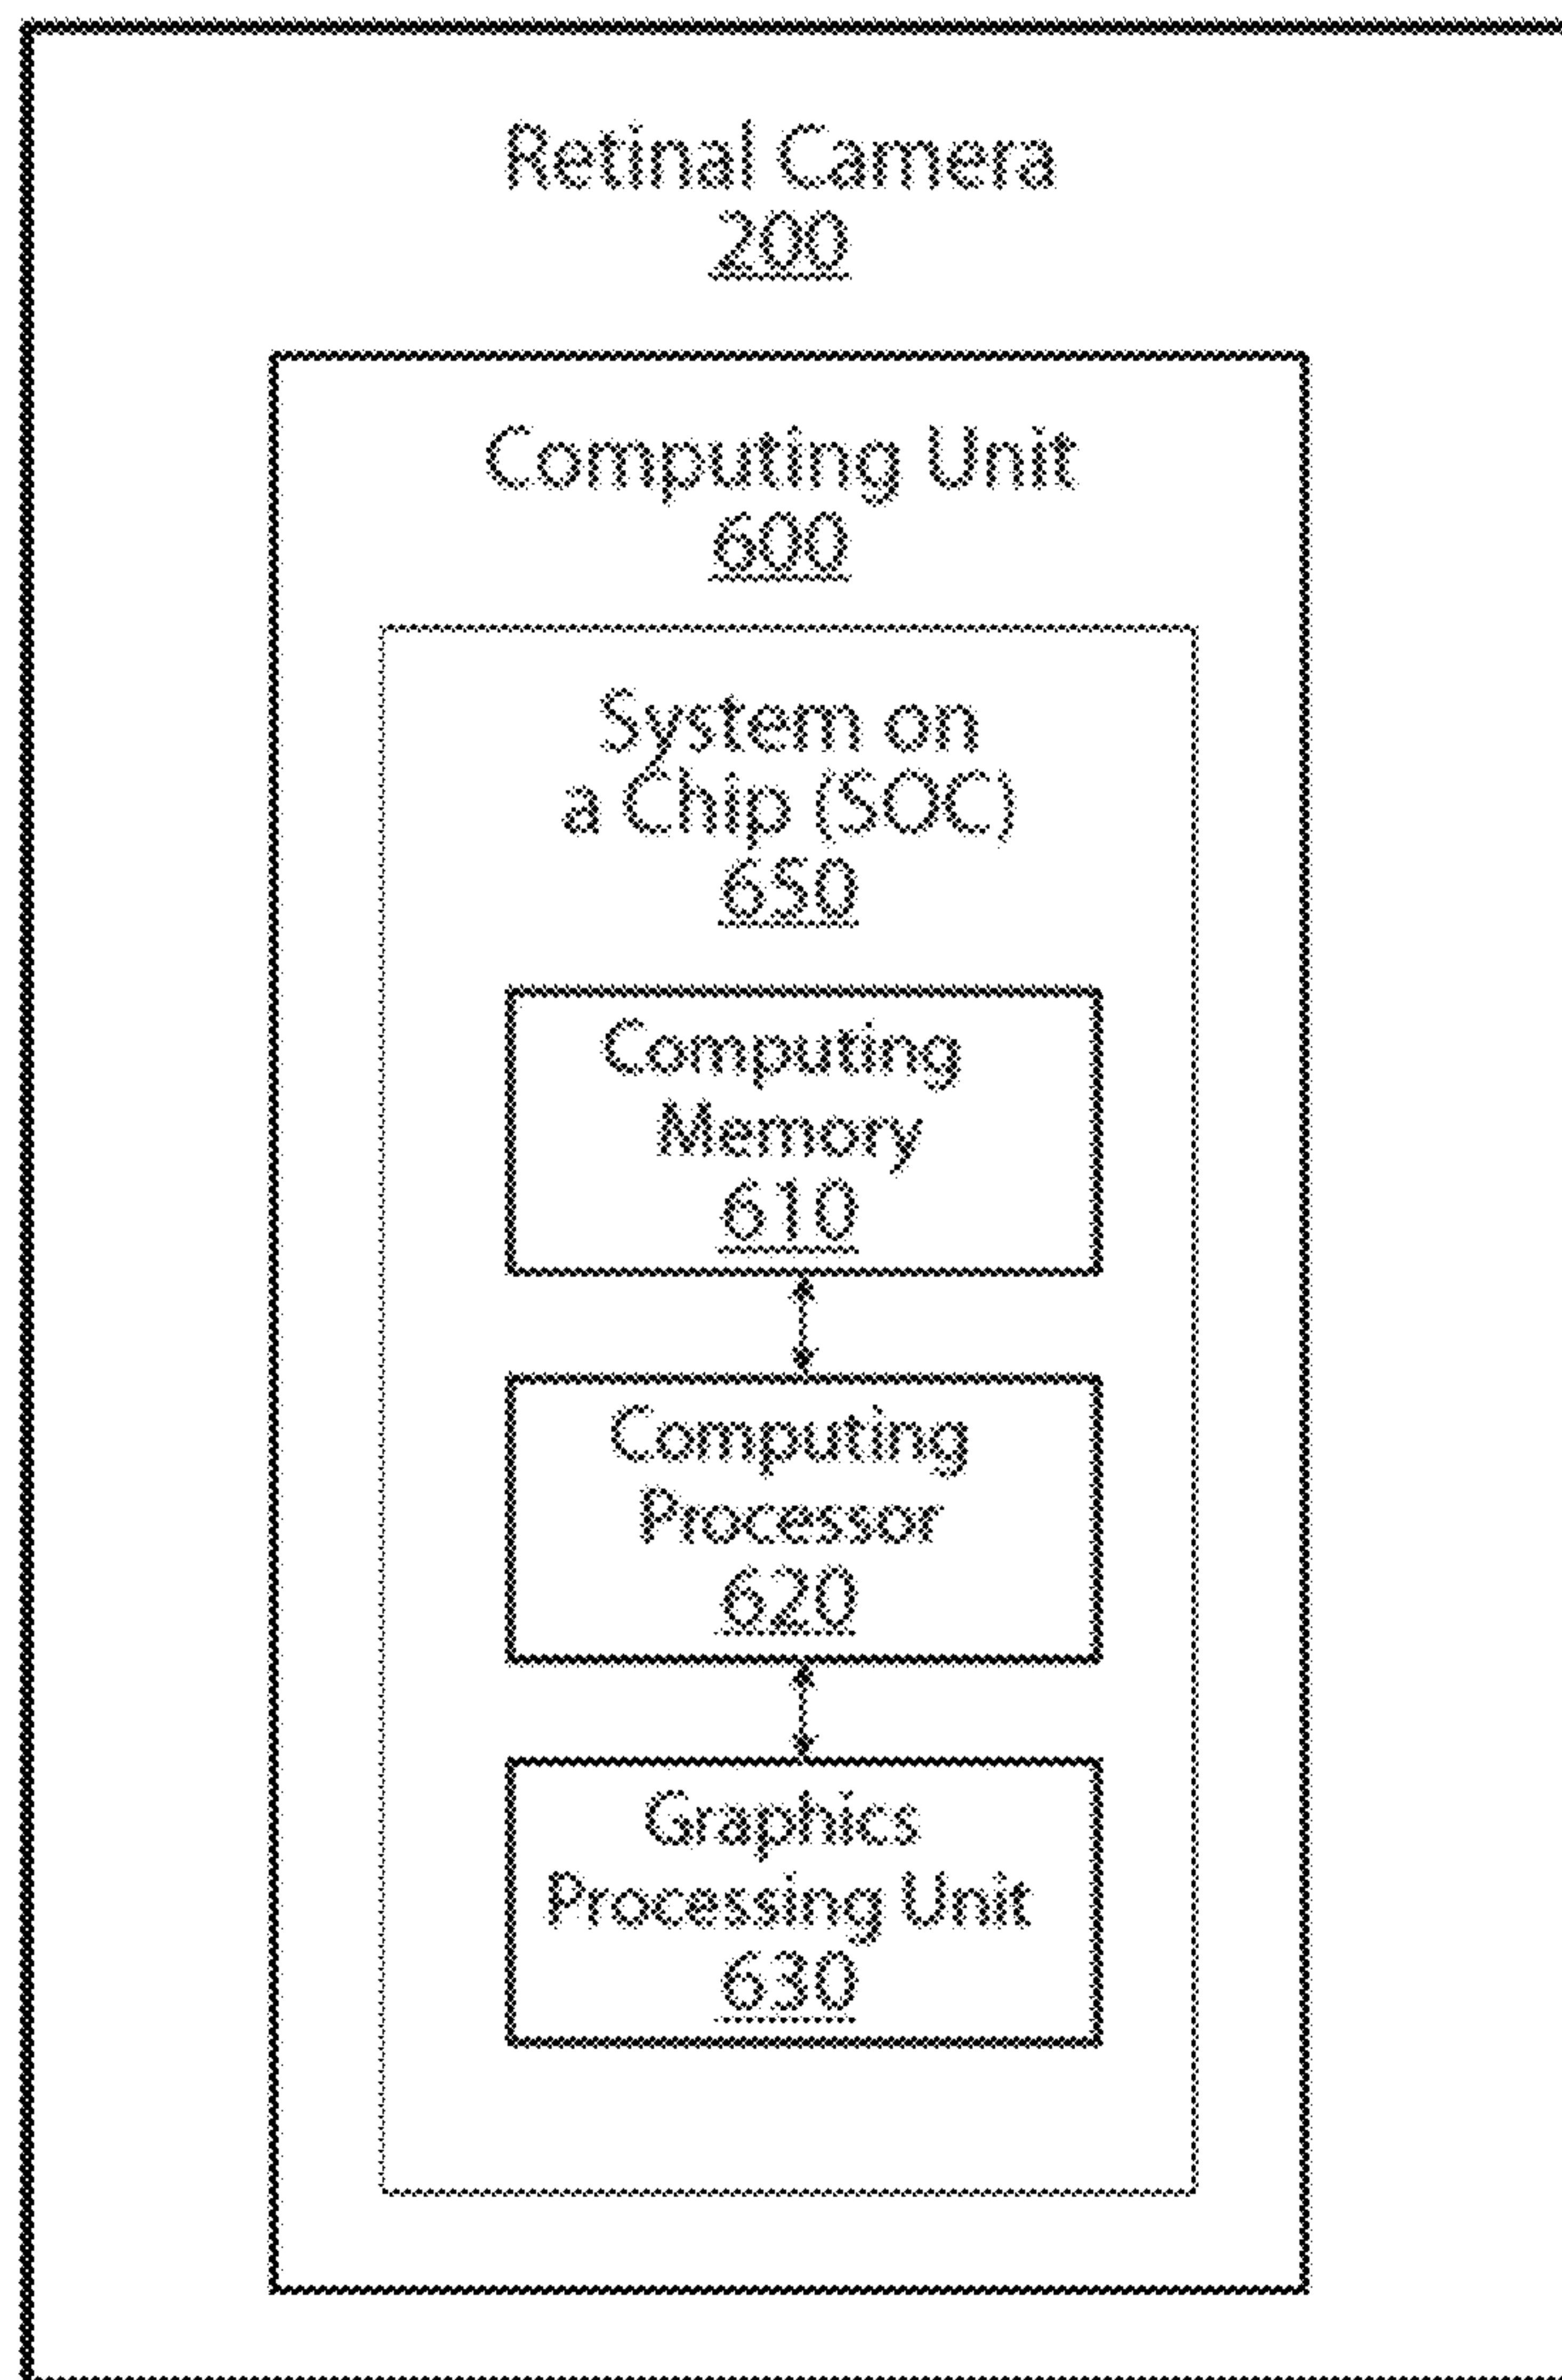 Retinal Camera
200
Computing Unit
600
System on
a Chip (SOC)
650
Computing
Memory
610
Computing
Processor
620
Graphics
Processing Unit
630